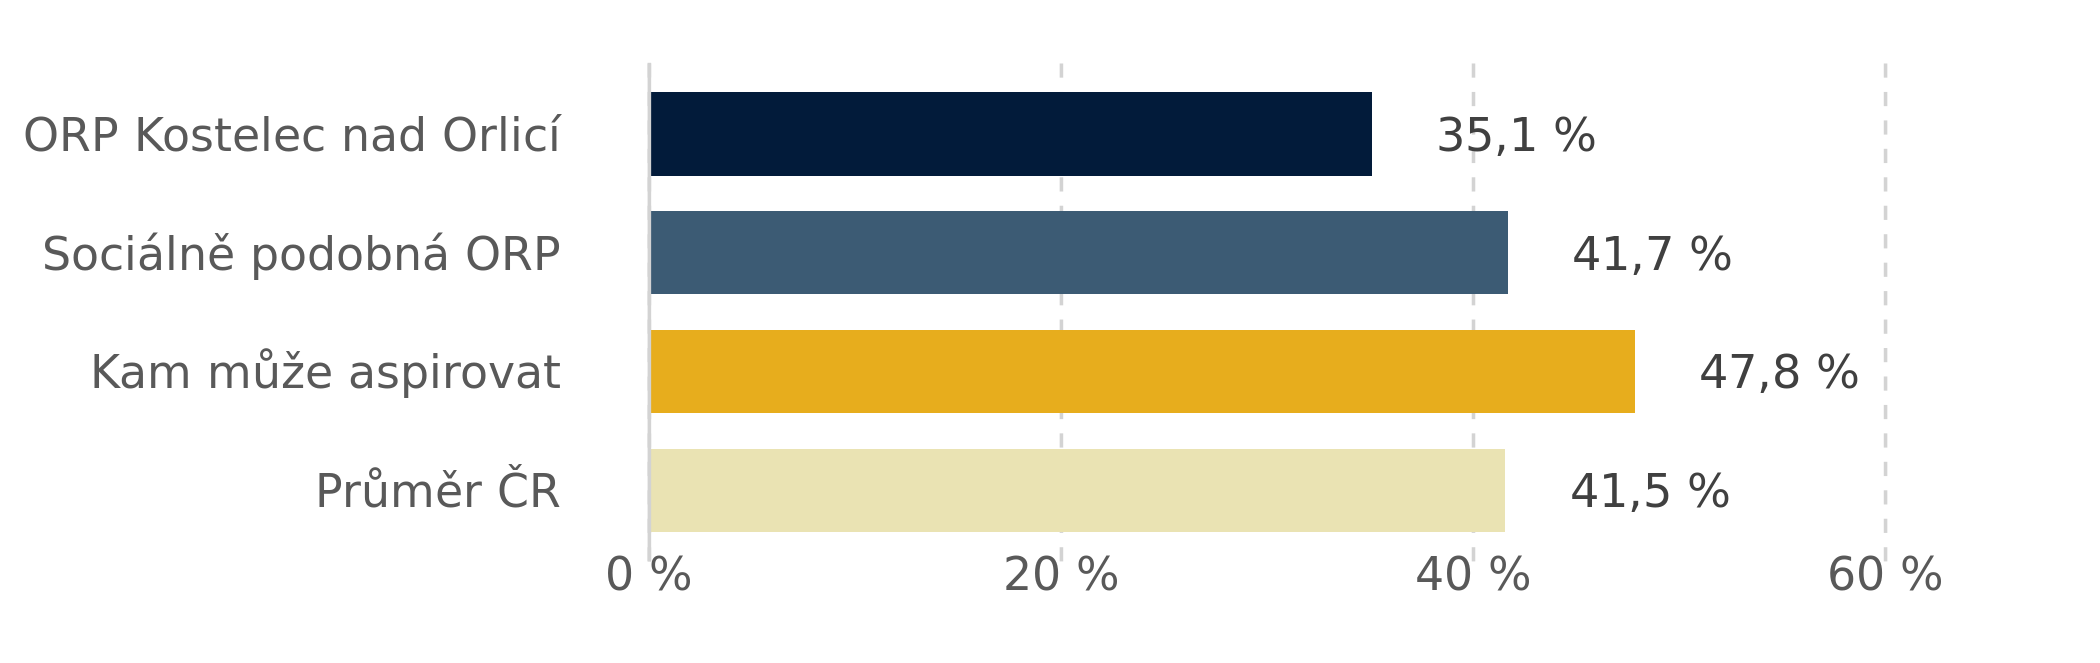 ORP Kostelec nad Orlicí 35,1 %
Sociálně podobná ORP 41,7 %
Kam může aspirovat 47,8 %
Průměr ČR 41,5 %
0 % 20 % 40 % 60 %